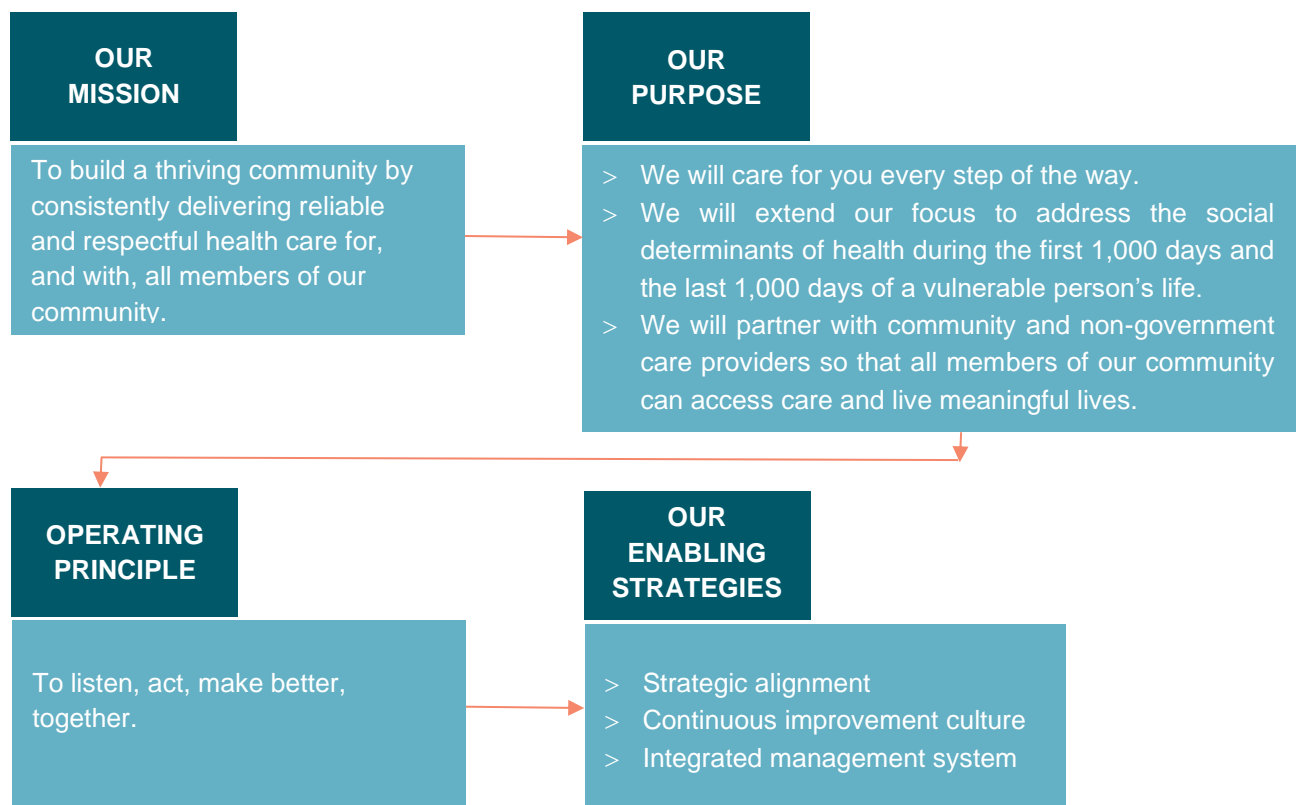 OUR
MISSION
To build a thriving community by
consistently delivering reliable
and respectful health care for,
and with, all members of our
community.
OUR
PURPOSE
> We will care for you every step of the way.
> We will extend our focus to address the social
determinants of health during the first 1,000 days and
the last 1,000 days of a vulnerable person’s life.
> We will partner with community and non-government
care providers so that all members of our community
can access care and live meaningful lives.
OPERATING
PRINCIPLE
To listen, act, make better,
together.
OUR
ENABLING
STRATEGIES
> Strategic alignment
> Continuous improvement culture
> Integrated management system